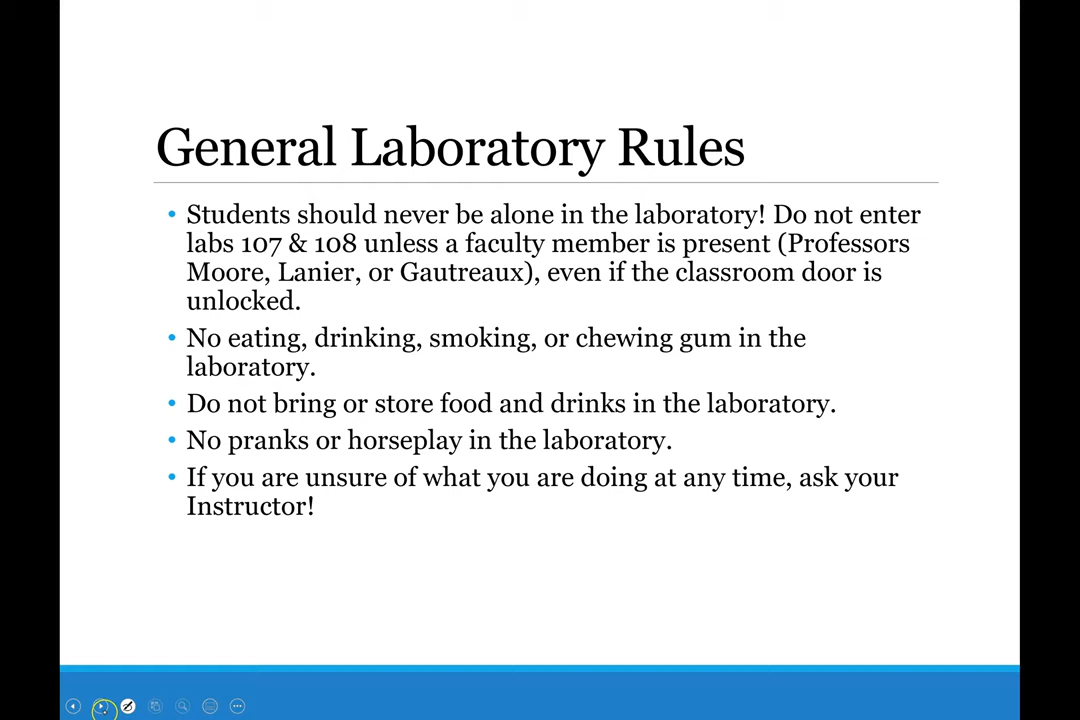 General Laboratory Rules
• Students should never be alone in the laboratory! Do not enter
labs 107 & 108 unless a faculty member is present (Professors
Moore, Lanier, or Gautreaux), even if the classroom door is
unlocked.
• No eating, drinking, smoking, or chewing gum in the
laboratory.
• Do not bring or store food and drinks in the laboratory.
• No pranks or horseplay in the laboratory.
• If you are unsure of what you are doing at any time, ask your
Instructor!